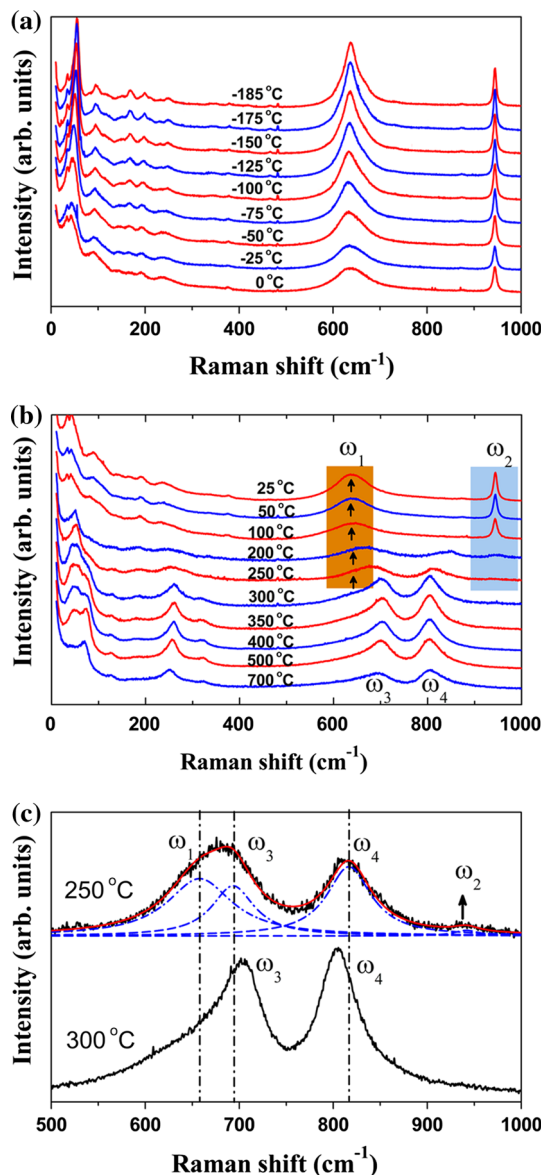 (a)
Intensity (arb. units)
-185 °C
-175 °C
-150 °C
-125 °C
-100 °C
-75 °C
-50 °C
-25 °C
0 °C
0 200 400 600 800 1000
Raman shift (cm-1)
(b)
Intensity (arb. units)
ω1
ω2
25 °C
50 °C
100 °C
200 °C
250 °C
300 °C
350 °C
400 °C
500 °C
700 °C
ω3
ω4
0 200 400 600 800 1000
Raman shift (cm-1)
(c)
Intensity (arb. units)
ω1
ω3
ω4
ω2
250 °C
ω3
ω4
300 °C
500 600 700 800 900 1000
Raman shift (cm-1)